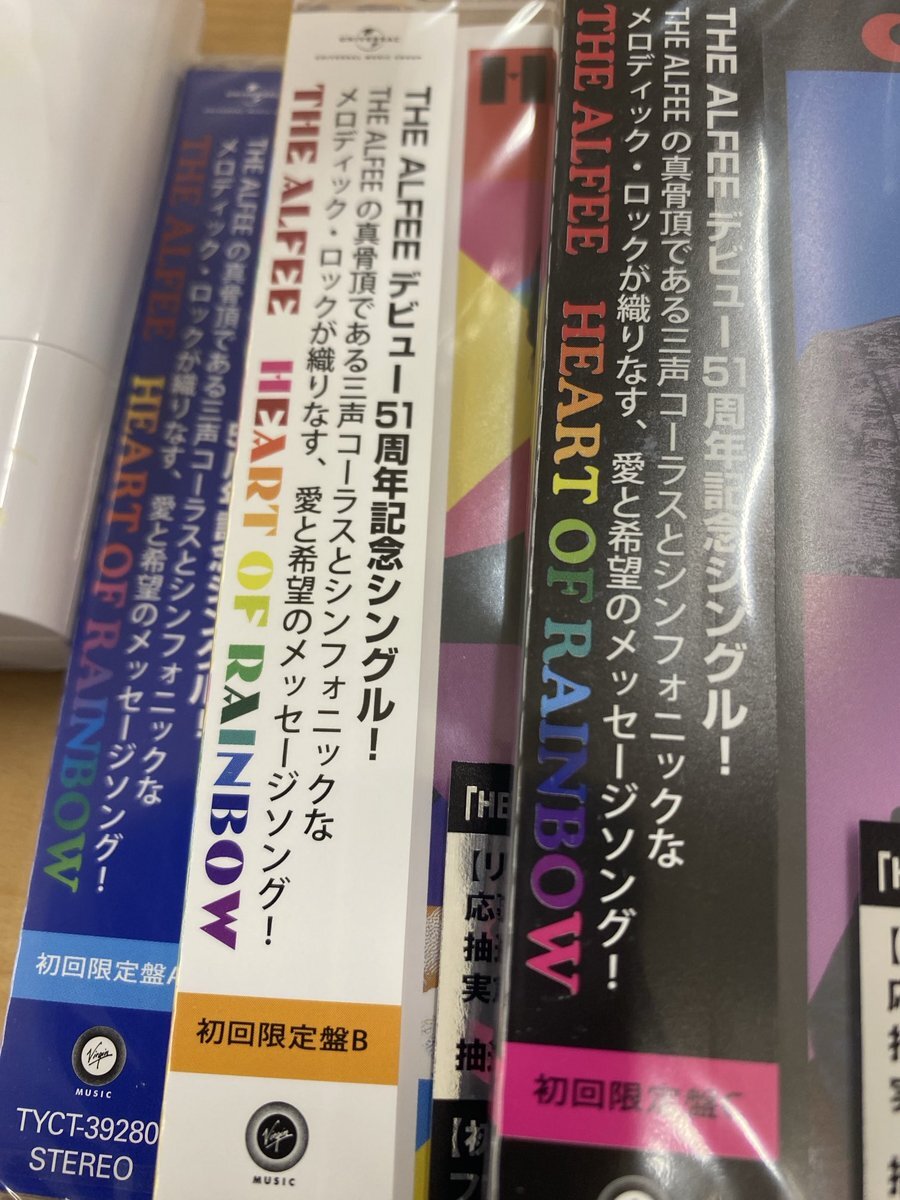 UNIVERSAL
THE ALFEE の真骨頂である三声コーラスとシンフォニックな
メロディック・ロックが織りなす、愛と希望のメッセージソング！
THE ALFEE HEART OF RAINBOW
初回限定盤A
Virgin
MUSIC
TYCT-39280
STEREO
UNIVERSAL
UNIVERSAL MUSIC GROUP
THE ALFEE デビュー 51周年記念シングル！
THE ALFEE の真骨頂である三声コーラスとシンフォニックな
メロディック・ロックが織りなす、愛と希望のメッセージソング！
THE ALFEE HEART OF RAINBOW
初回限定盤B
Virgin
MUSIC
THE ALFEE デビュー 51周年記念シングル！
THE ALFEE の真骨頂である三声コーラスとシンフォニックな
メロディック・ロックが織りなす、愛と希望のメッセージソング！
THE ALFEE HEART OF RAINBOW
初回限定盤